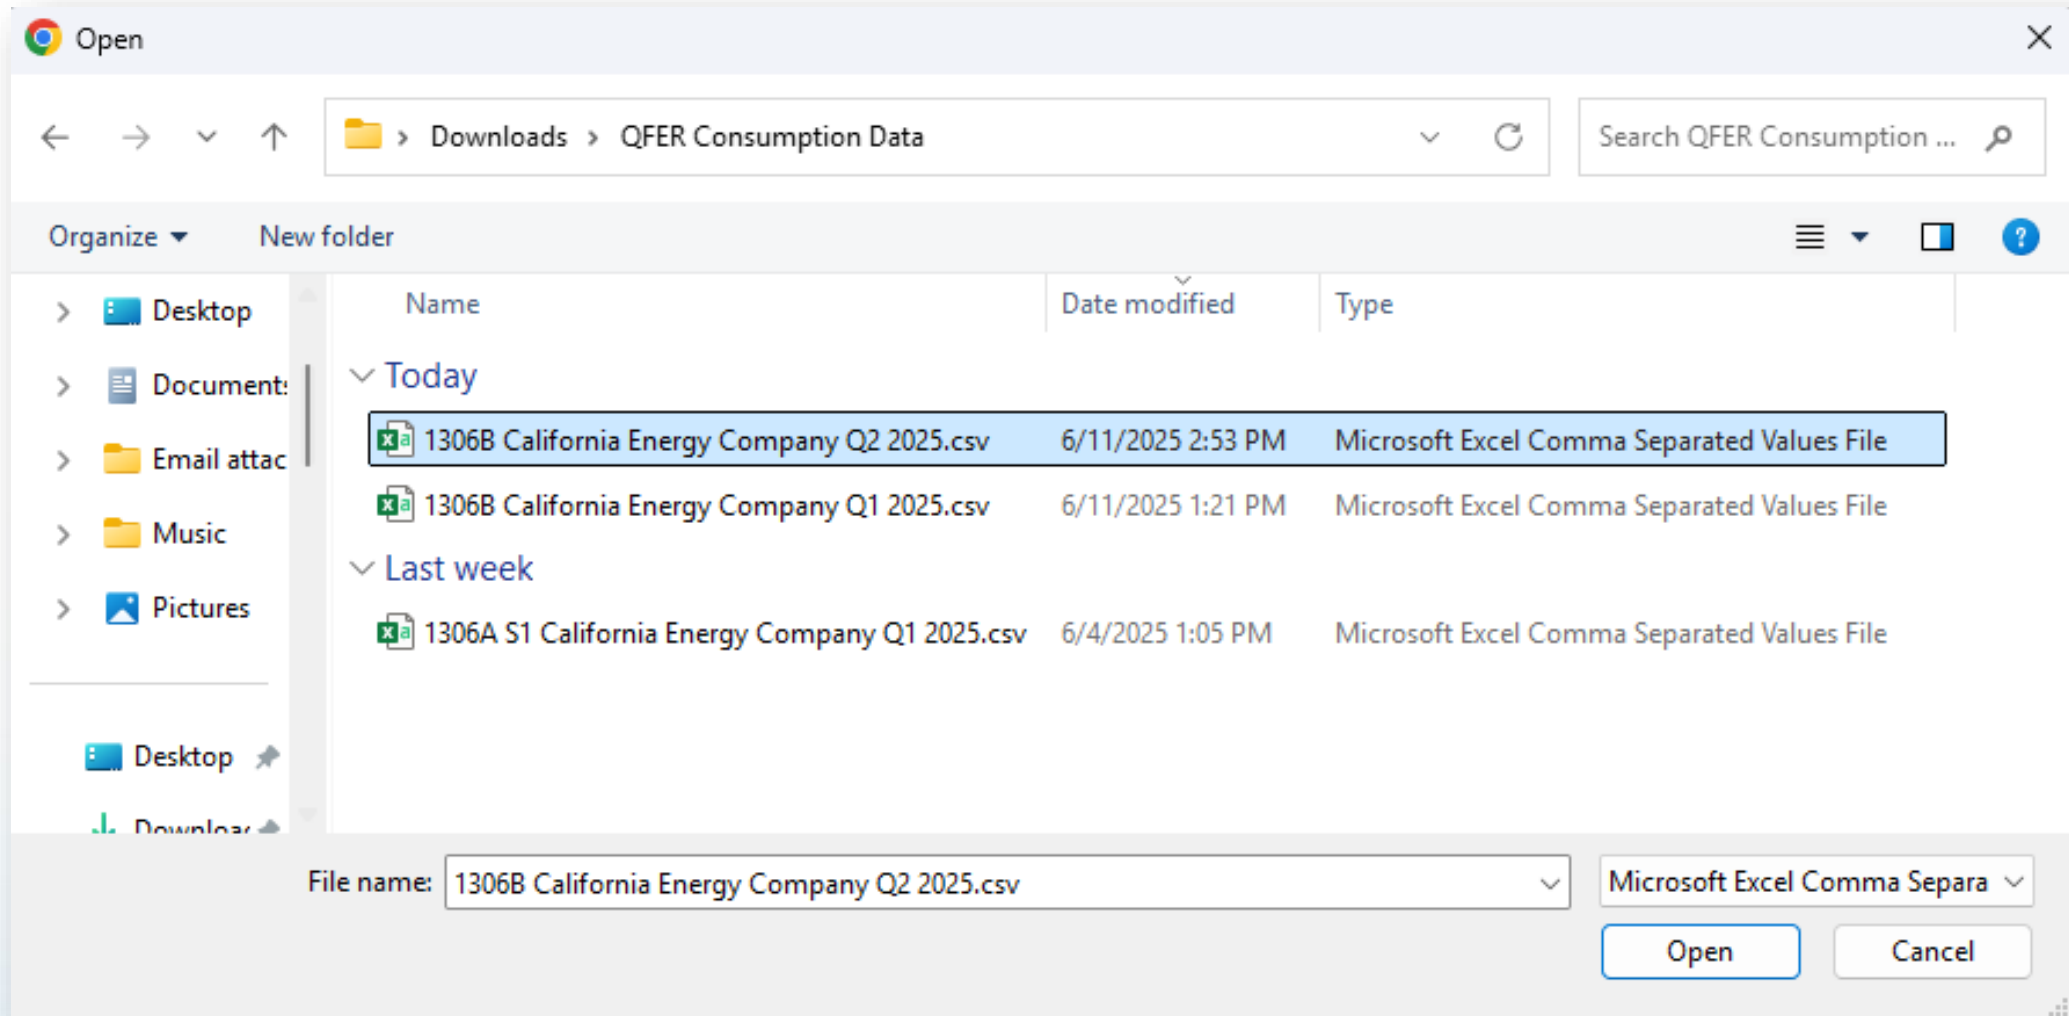 Open
Downloads > QFER Consumption Data
Search QFER Consumption ...
Organize
New folder
?
Name
Date modified
Type
Desktop
Documents
Email attac
Music
Pictures
Desktop
Downloa
Today
1306B California Energy Company Q2 2025.csv 6/11/2025 2:53 PM Microsoft Excel Comma Separated Values File
1306B California Energy Company Q1 2025.csv 6/11/2025 1:21 PM Microsoft Excel Comma Separated Values File
Last week
1306A S1 California Energy Company Q1 2025.csv 6/4/2025 1:05 PM Microsoft Excel Comma Separated Values File
File name: 1306B California Energy Company Q2 2025.csv
Microsoft Excel Comma Separa
Open
Cancel